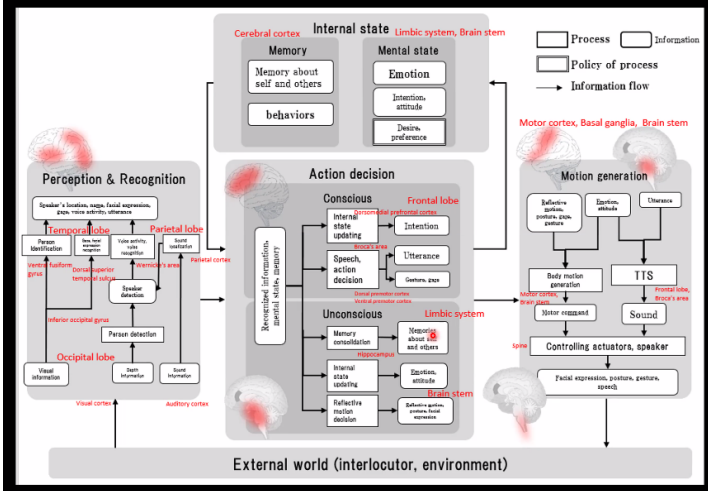 Internal state
Cerebral cortex
Memory
Memory about
self and others
behaviors
Limbic system, Brain stem
Mental state
Emotion
Intention,
attitude
Desire,
preference
Process
Information
Policy of process
Information flow
Perception & Recognition
Speaker's location, name, facial expression,
gaze, voice activity, utterance
Temporal lobe
Parietal lobe
Person
identification
Face, facial
expression
recognition
Voice activity,
voice
recognition
Sound
localization
Parietal cortex
Ventral fusiform
gyrus
Dorsal superior
temporal sulcus
Wernicke's area
Speaker
detection
Inferior occipital gyrus
Person detection
Occipital lobe
Visual
information
Depth
information
Sound
information
Visual cortex
Auditory cortex
Action decision
Recognized information,
mental state, memory
Conscious
Frontal lobe
Dorsomedial prefrontal cortex
Internal
state
updating
Intention
Broca's area
Speech,
action
decision
Utterance
Gesture, gaze
Dorsal premotor cortex
Ventral premotor cortex
Unconscious
Limbic system
Memory
consolidation
Memories
about self
and others
Hippocampus
Internal
state
updating
Emotion,
attitude
Brain stem
Reflective
motion
decision
Reflective motion,
posture, facial
expression
Motor cortex, Basal ganglia, Brain stem
Motion generation
Reflective
motion,
posture, gaze,
gesture
Emotion,
attitude
Utterance
Body motion
generation
TTS
Motor cortex,
Brain stem
Frontal lobe,
Broca's area
Motor command
Sound
Spine
Controlling actuators, speaker
Facial expression, posture, gesture,
speech
External world (interlocutor, environment)